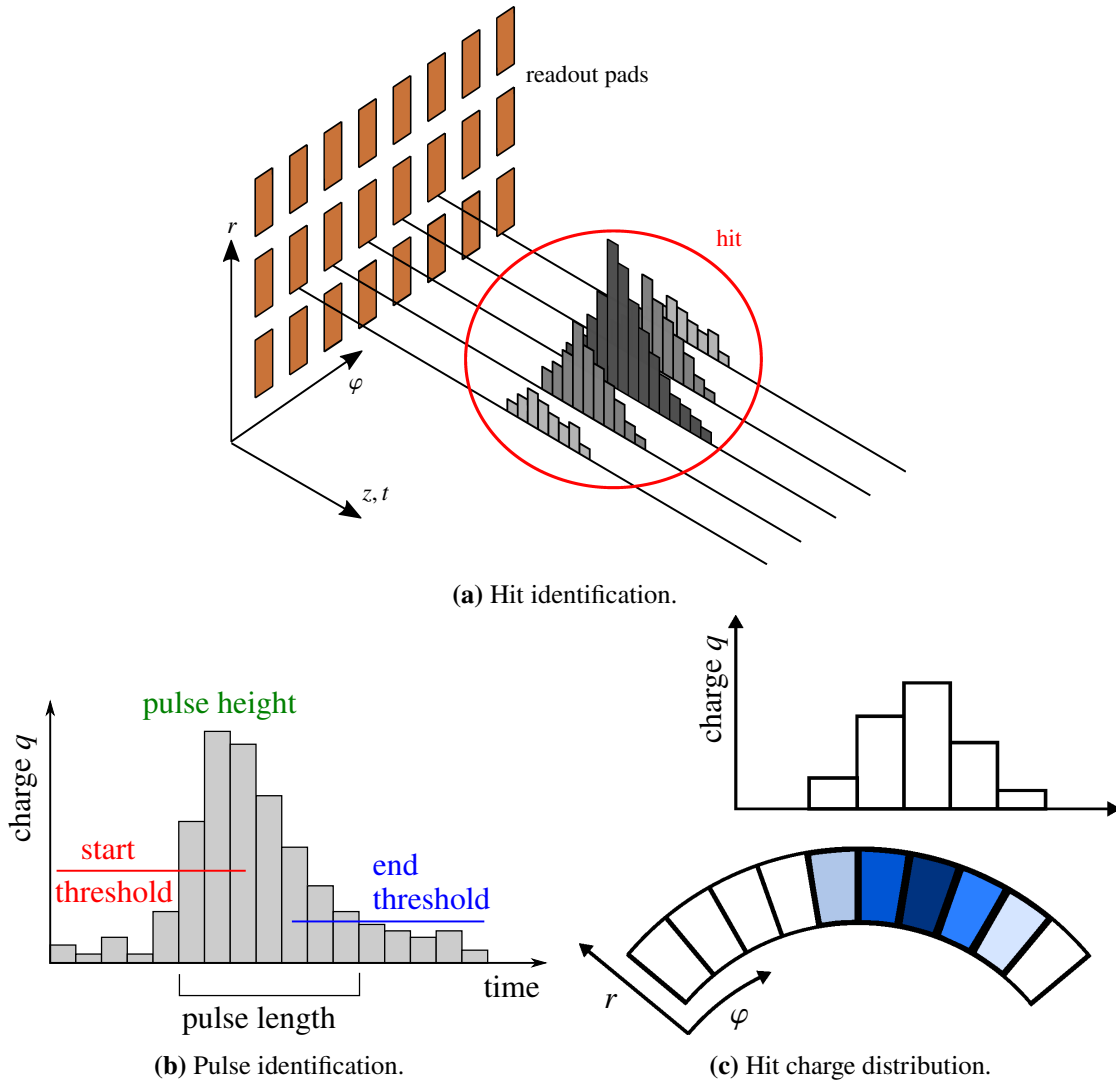 readout pads
r
hit
φ
z, t
(a) Hit identification.
charge q
pulse height
start
threshold
end
threshold
time
pulse length
(b) Pulse identification.
charge q
r
φ
(c) Hit charge distribution.